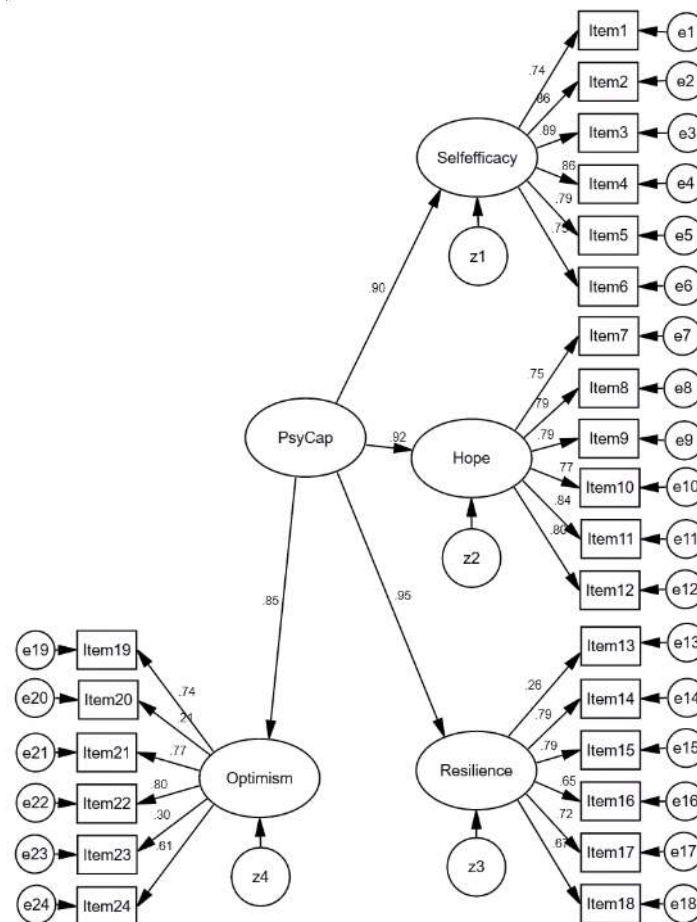 Item1 e1
.74
Item2 e2
.86
Item3 e3
.89
Selfefficacy
.86
Item4 e4
.79
Item5 e5
z1
Item6 e6
.90
Item7 e7
.75
Item8 e8
.79
PsyCap
.92
.79
Item9 e9
Hope
.77
Item10 e10
.84
Item11 e11
.80
z2
Item12 e12
.85
.95
e19 Item19
Item13 e13
.74
.26
e20 Item20
.21
Item14 e14
.79
e21 Item21
.77
.79
Item15 e15
Optimism
Resilience
e22 Item22
.80
.65
Item16 e16
.30
.72
e23 Item23
.61
.67
Item17 e17
z4
z3
e24 Item24
Item18 e18